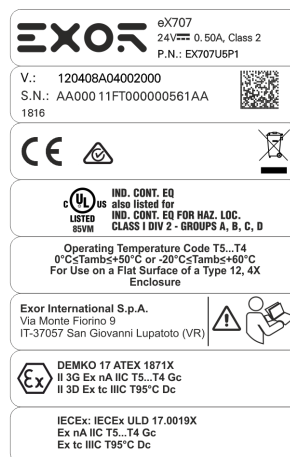 EXOR
eX707
24V⎓ 0.50A, Class 2
P.N.: EX707U5P1
V.: 120408A04002000
S.N.: AA000 11FT000000561AA
1816
CE
c UL us
LISTED
85VM
IND. CONT. EQ
also listed for
IND. CONT. EQ FOR HAZ. LOC.
CLASS I DIV 2 - GROUPS A, B, C, D
Operating Temperature Code T5...T4
0°C≤Tamb≤+50°C or -20°C≤Tamb≤+60°C
For Use on a Flat Surface of a Type 12, 4X
Enclosure
Exor International S.p.A.
Via Monte Fiorino 9
IT-37057 San Giovanni Lupatoto (VR)
Ex
DEMKO 17 ATEX 1871X
II 3G Ex nA IIC T5...T4 Gc
II 3D Ex tc IIIC T95°C Dc
IECEx: IECEx ULD 17.0019X
Ex nA IIC T5...T4 Gc
Ex tc IIIC T95°C Dc